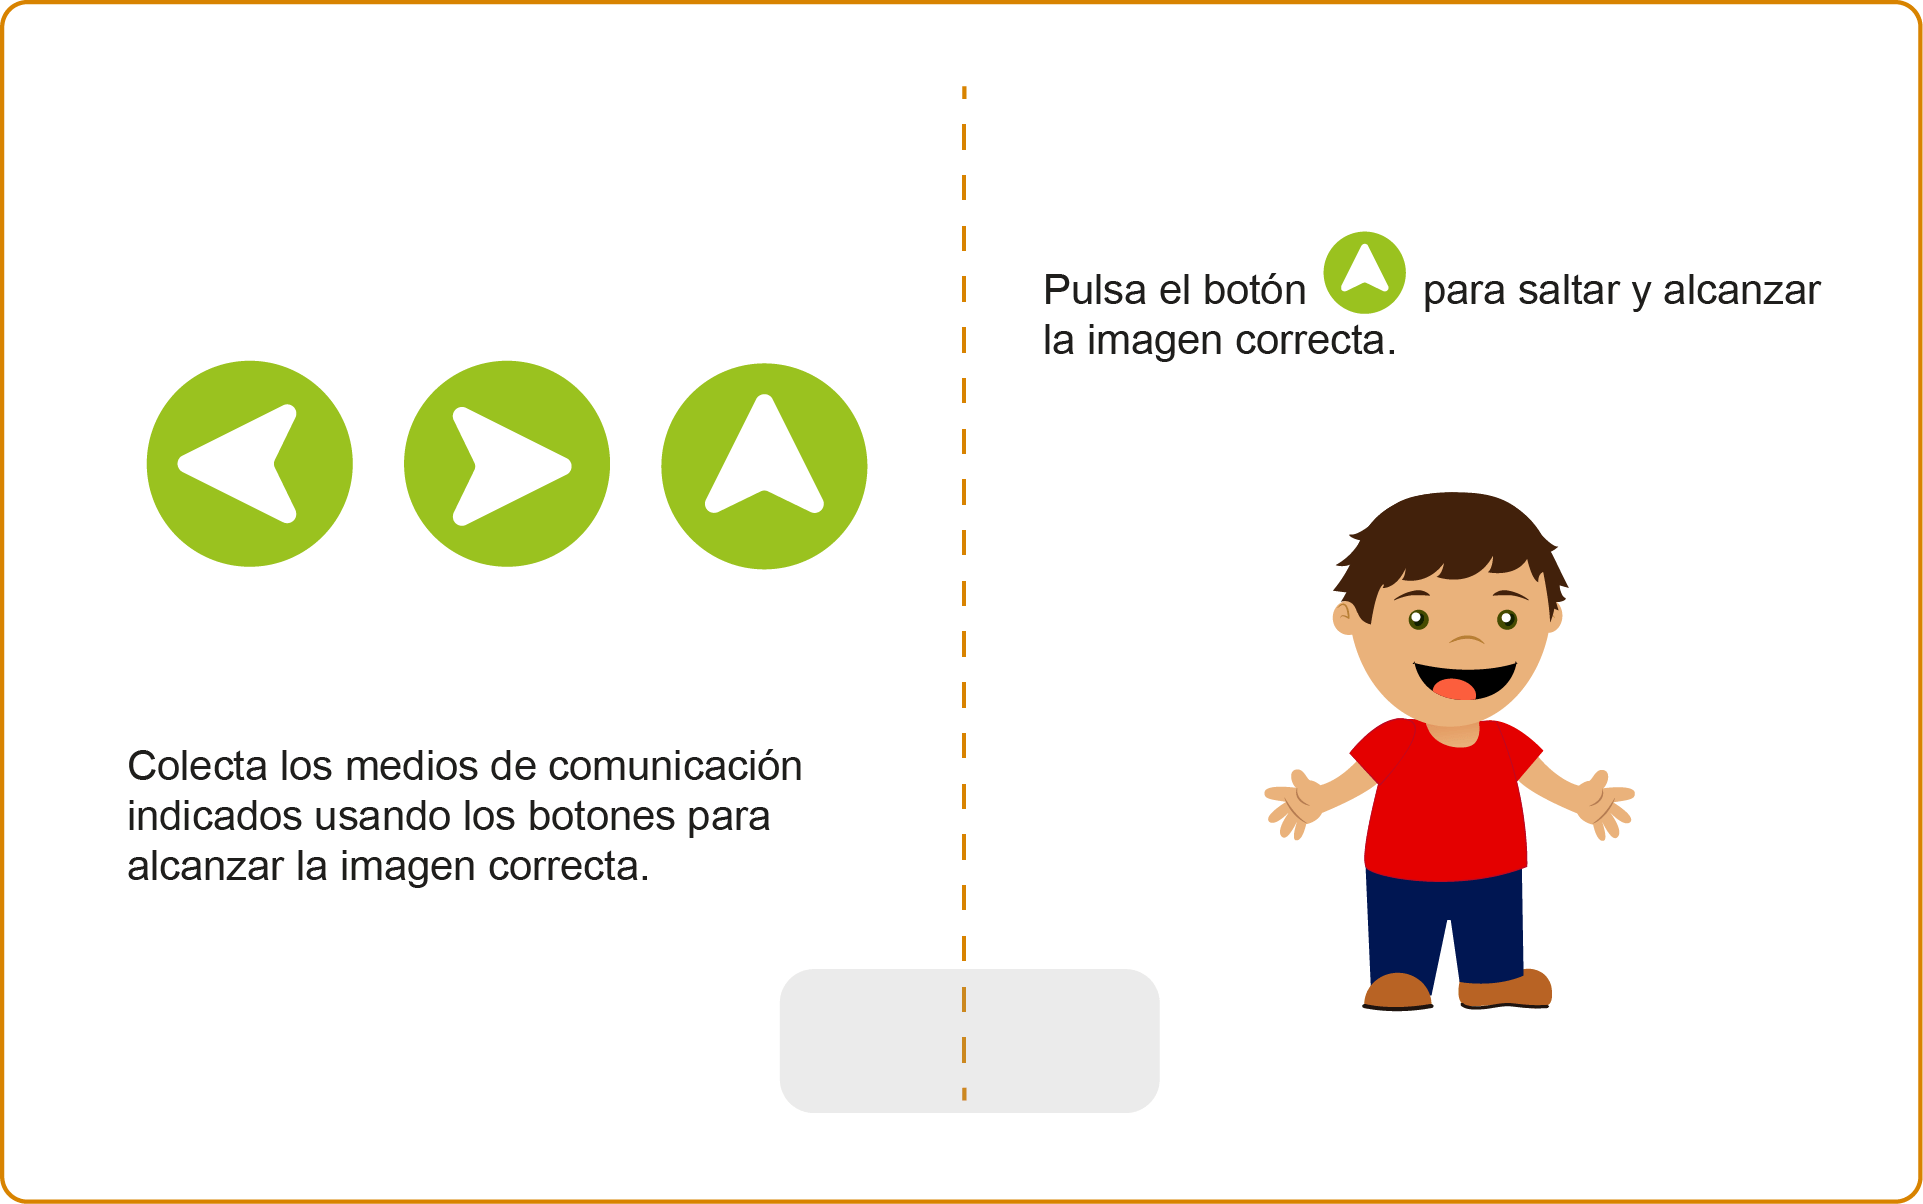 Colecta los medios de comunicación
indicados usando los botones para
alcanzar la imagen correcta.
Pulsa el botón para saltar y alcanzar
la imagen correcta.